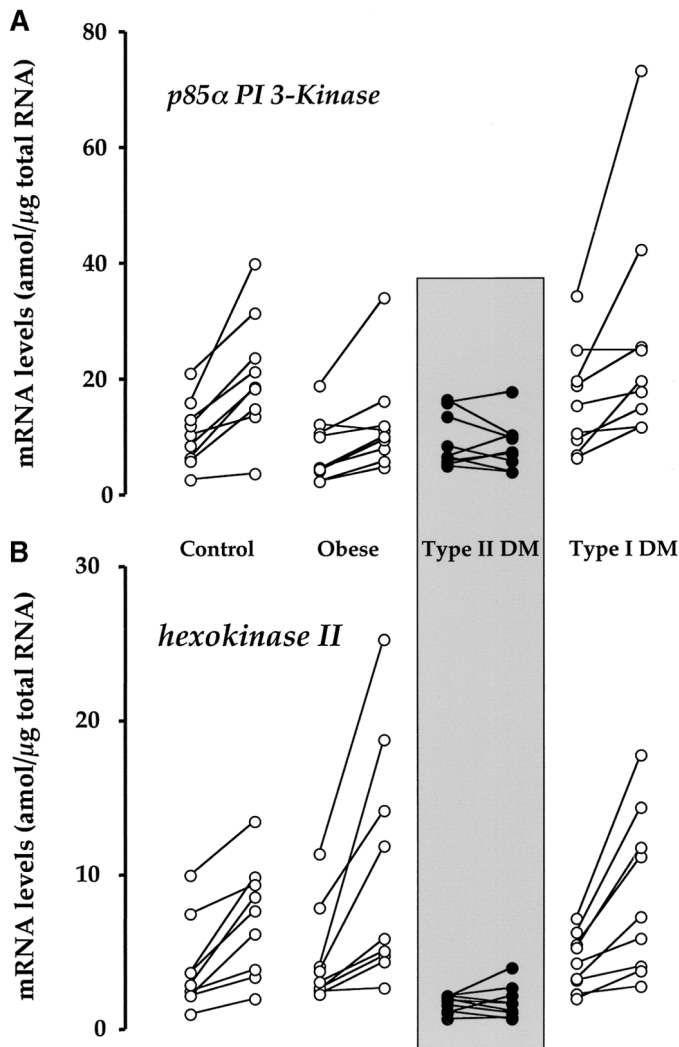 A
80
p85α PI 3-Kinase
60
40
20
0
mRNA levels (amol/µg total RNA)
Control Obese Type II DM Type I DM
B
30
hexokinase II
20
10
0
mRNA levels (amol/µg total RNA)